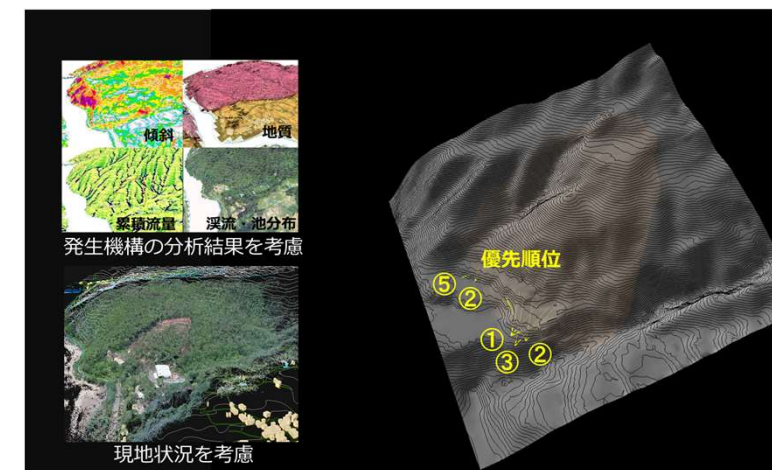 傾斜
地質
累積流量
渓流・池分布
発生機構の分析結果を考慮
現地状況を考慮
優先順位
⑤
②
①
③
②